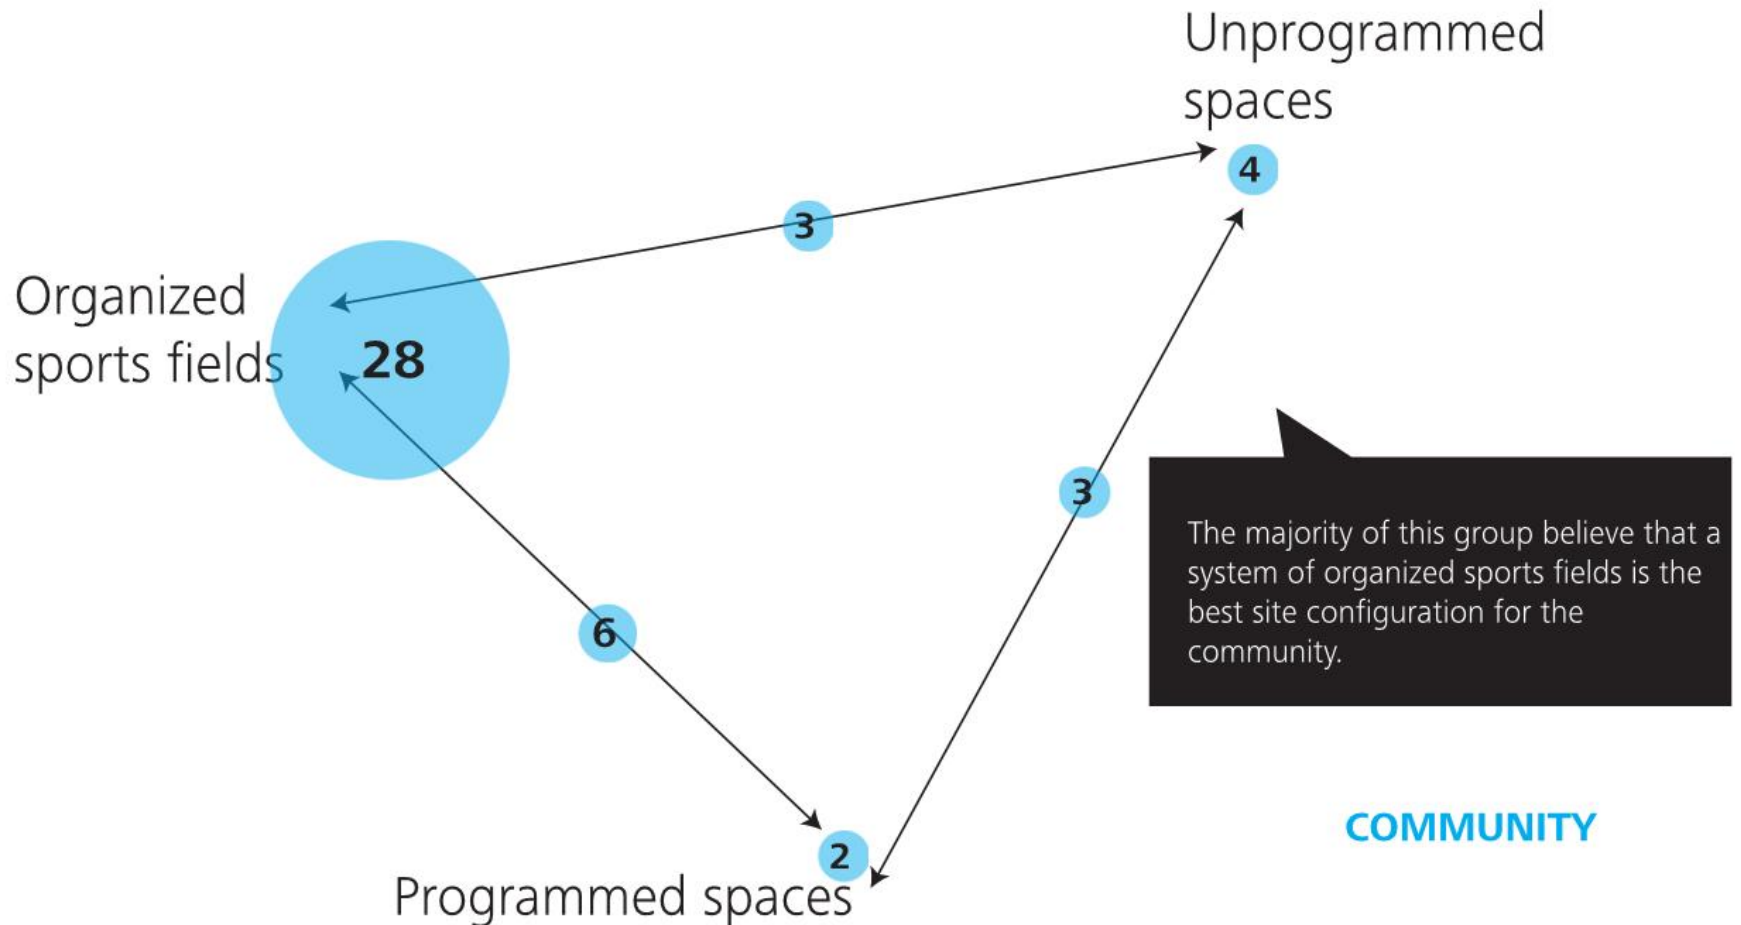 Unprogrammed
spaces
4
3
Organized
sports fields
28
3
The majority of this group believe that a
system of organized sports fields is the
best site configuration for the
community.
6
COMMUNITY
2
Programmed spaces